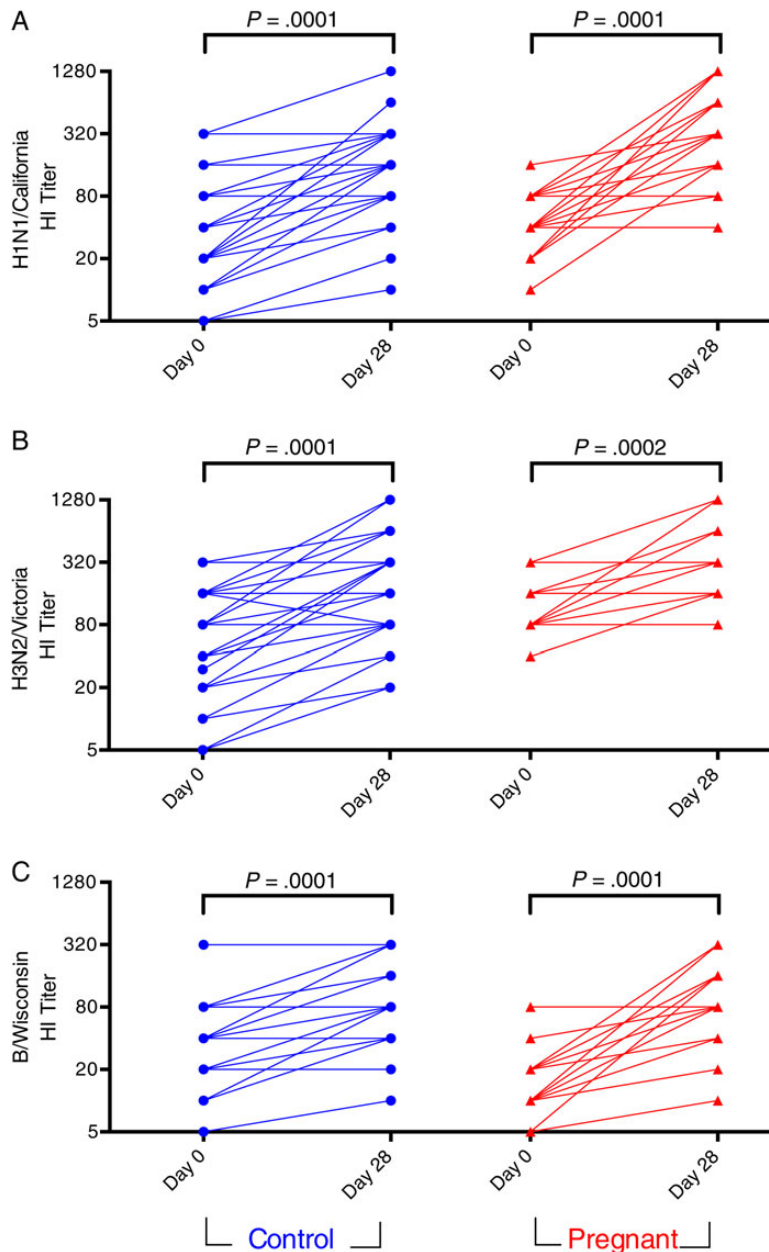 A
P = .0001
P = .0001
H1N1/California
HI Titer
1280
320
80
20
5
Day 0
Day 28
Day 0
Day 28
B
P = .0001
P = .0002
H3N2/Victoria
HI Titer
1280
320
80
20
5
Day 0
Day 28
Day 0
Day 28
C
P = .0001
P = .0001
B/Wisconsin
HI Titer
1280
320
80
20
5
Day 0
Day 28
Day 0
Day 28
Control
Pregnant